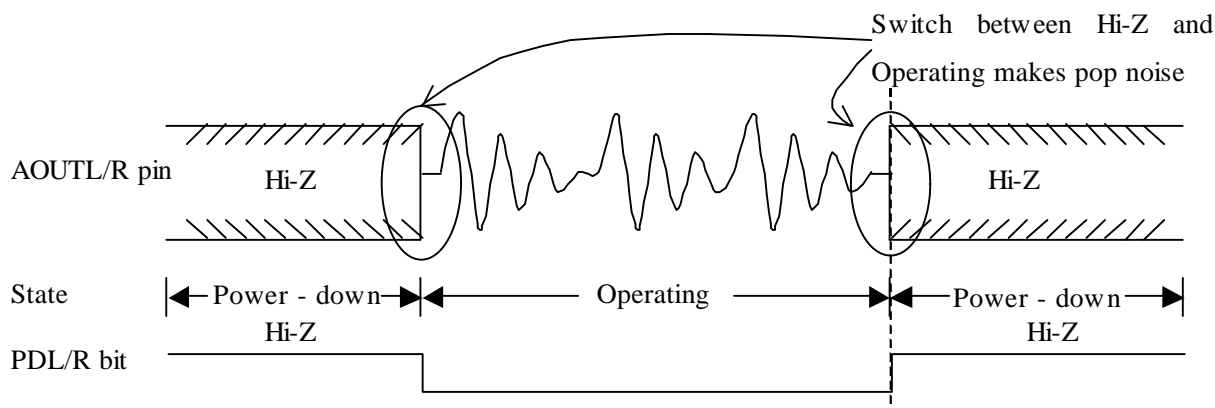 Switch between Hi-Z and
Operating makes pop noise
AOUTL/R pin
Hi-Z
Hi-Z
State
Power - down
Operating
Power - down
Hi-Z
Hi-Z
PDL/R bit